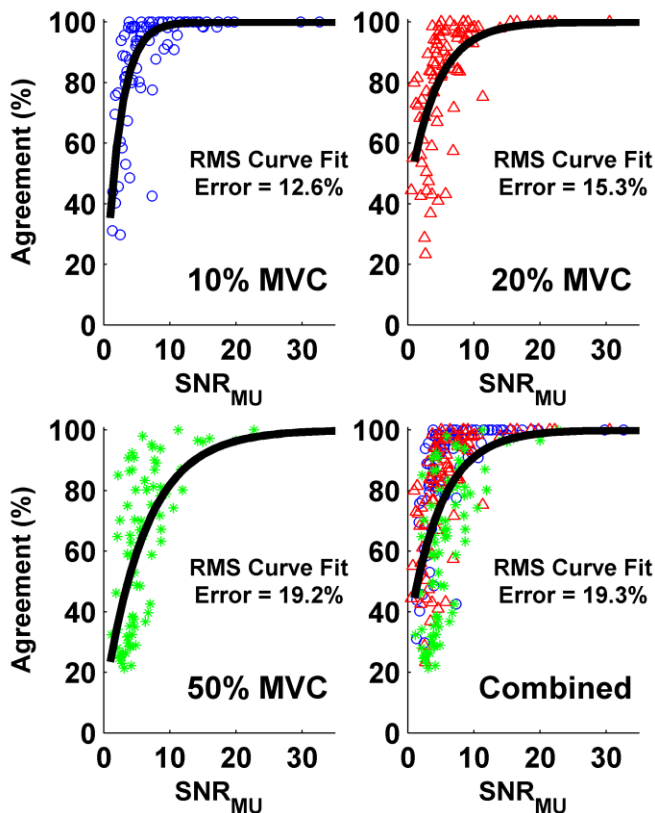 100
80
60
40
20
0
Agreement (%)
RMS Curve Fit
Error = 12.6%
10% MVC
0 10 20 30
SNR_MU
100
80
60
40
20
0
RMS Curve Fit
Error = 15.3%
20% MVC
0 10 20 30
SNR_MU
100
80
60
40
20
0
Agreement (%)
RMS Curve Fit
Error = 19.2%
50% MVC
0 10 20 30
SNR_MU
100
80
60
40
20
0
RMS Curve Fit
Error = 19.3%
Combined
0 10 20 30
SNR_MU